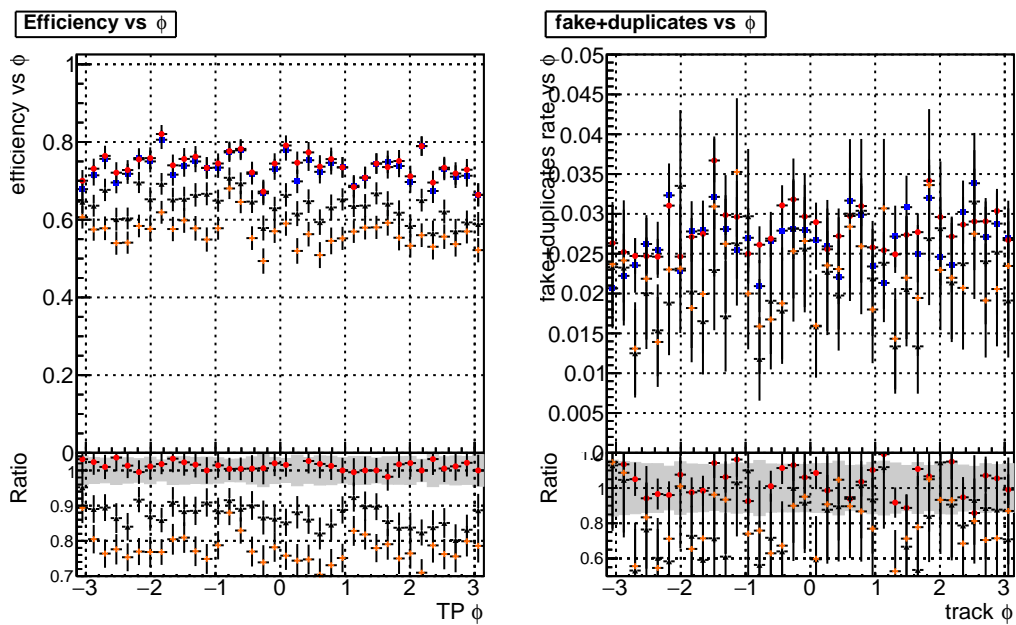 Efficiency vs ϕ
efficiency vs ϕ
1
0.8
0.6
0.4
0.2
0
Ratio
1
0.9
0.8
0.7
−3 −2 −1 0 1 2 3
TP ϕ
fake+duplicates vs ϕ
fake+duplicates rate vs ϕ
0.05
0.045
0.04
0.035
0.03
0.025
0.02
0.015
0.01
0.005
0
Ratio
1
0.8
0.6
−3 −2 −1 0 1 2 3
track ϕ